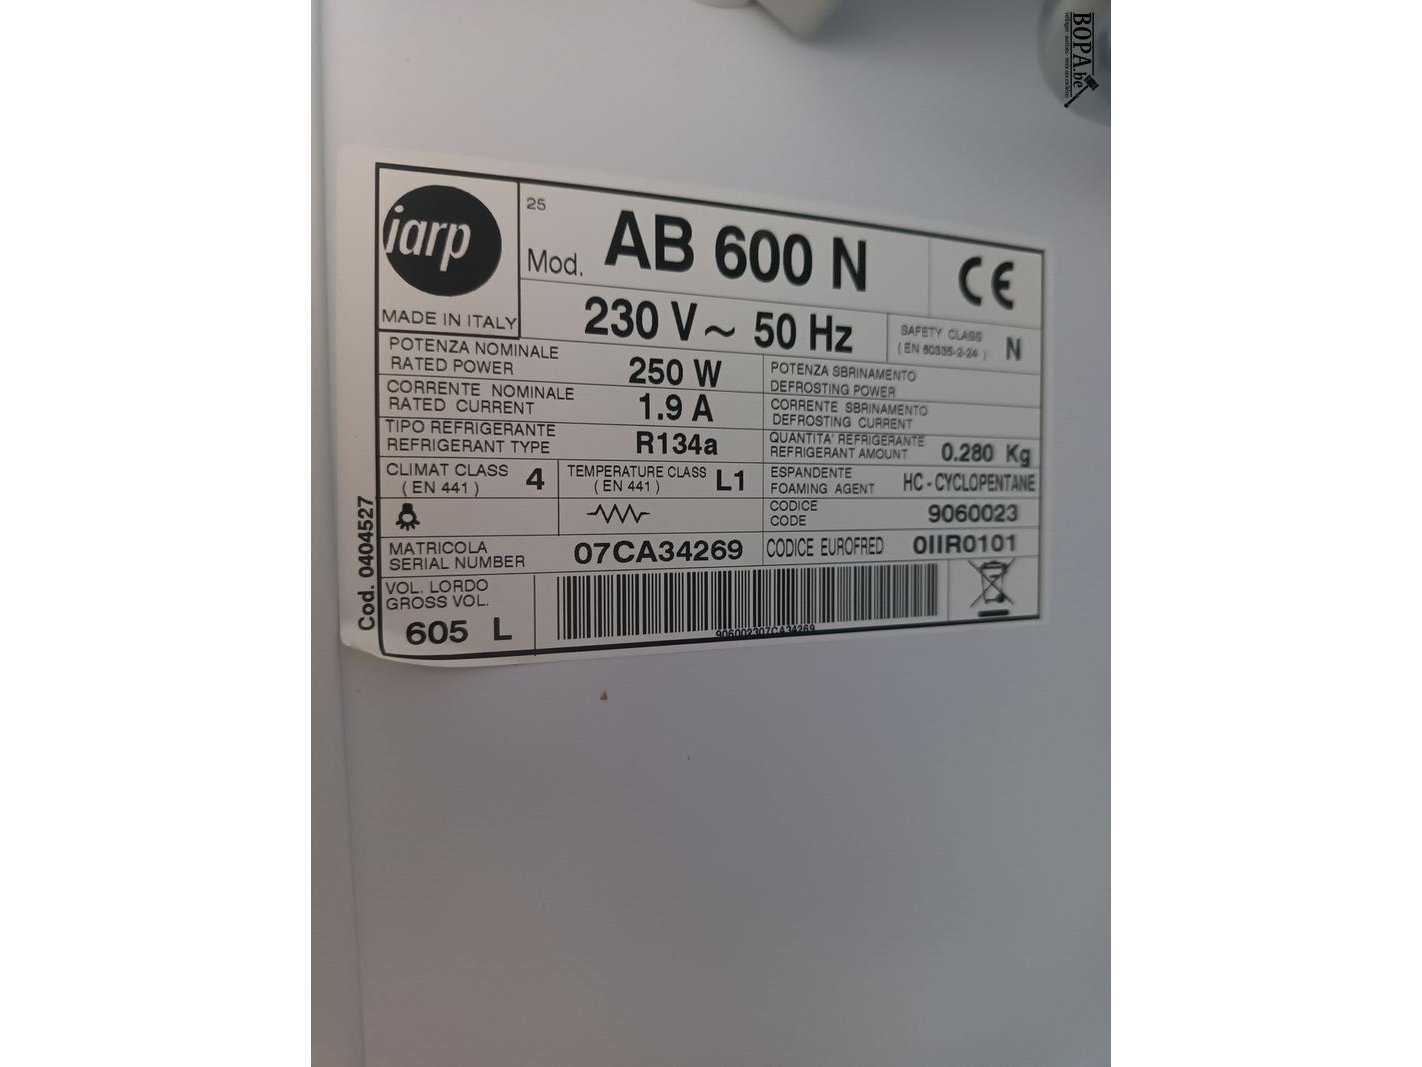 BOPA.be
iarp
MADE IN ITALY
25
Mod. AB 600 N
CE
230 V ~ 50 Hz
SAFETY CLASS
( EN 60335-2-24 ) N
POTENZA NOMINALE
RATED POWER
250 W
POTENZA SBRINAMENTO
DEFROSTING POWER
CORRENTE NOMINALE
RATED CURRENT
1.9 A
CORRENTE SBRINAMENTO
DEFROSTING CURRENT
TIPO REFRIGERANTE
REFRIGERANT TYPE
R134a
QUANTITA' REFRIGERANTE
REFRIGERANT AMOUNT
0.280 Kg
CLIMAT CLASS
( EN 441 )
4
TEMPERATURE CLASS
( EN 441 )
L1
ESPANDENTE
FOAMING AGENT
HC - CYCLOPENTANE
CODICE
CODE
9060023
MATRICOLA
SERIAL NUMBER
07CA34269
CODICE EUROFRED
0IIR0101
VOL. LORDO
GROSS VOL.
605 L
906002307CA34269
Cod. 0404527